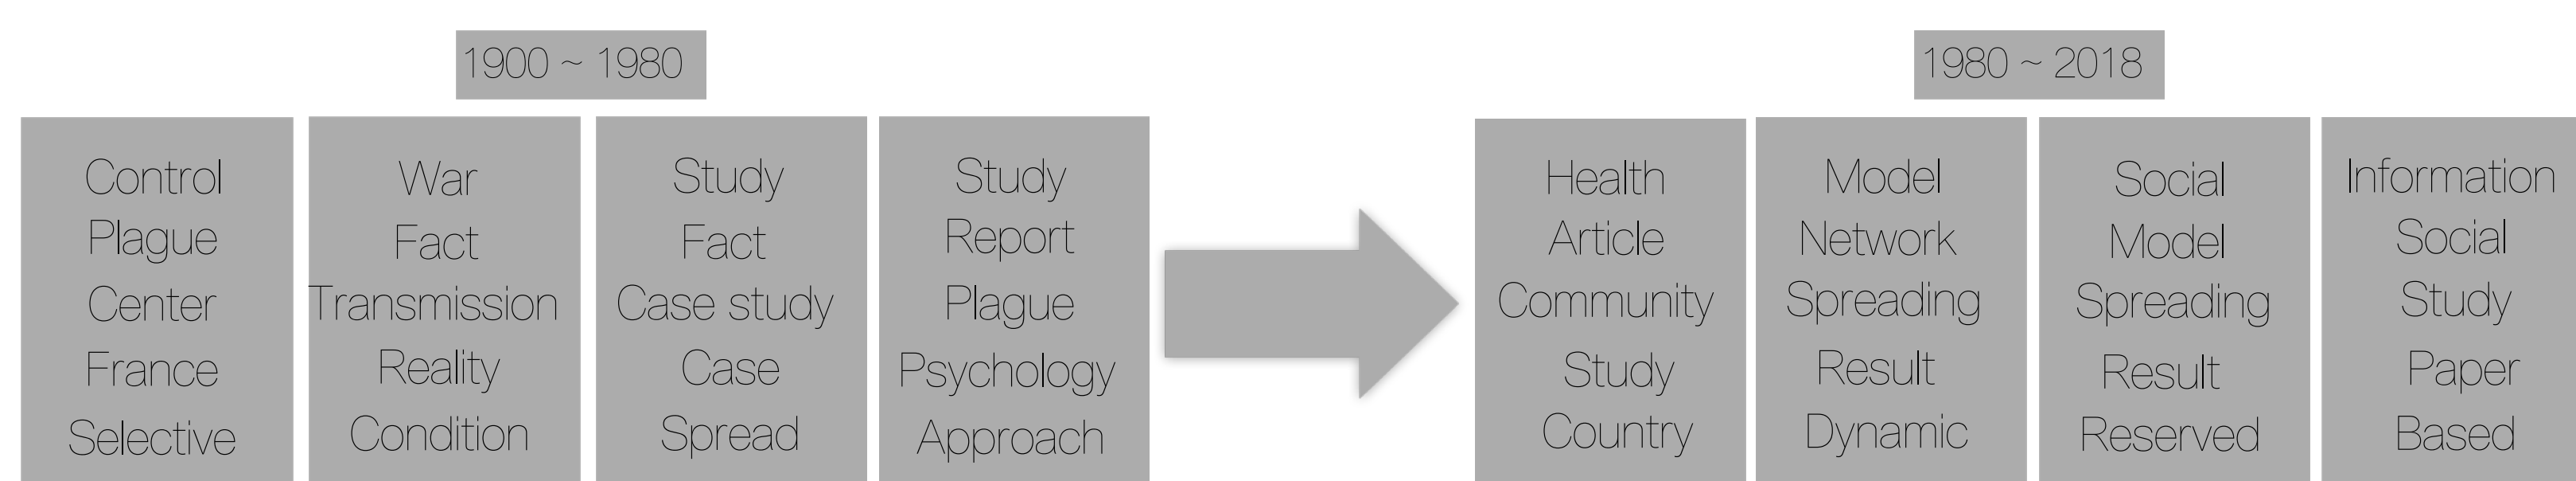 1900 ~ 1980
Control
Plague
Center
France
Selective
War
Fact
Transmission
Reality
Condition
Study
Fact
Case study
Case
Spread
Study
Report
Plague
Psychology
Approach
1980 ~ 2018
Health
Article
Community
Study
Country
Model
Network
Spreading
Result
Dynamic
Social
Model
Spreading
Result
Reserved
Information
Social
Study
Paper
Based